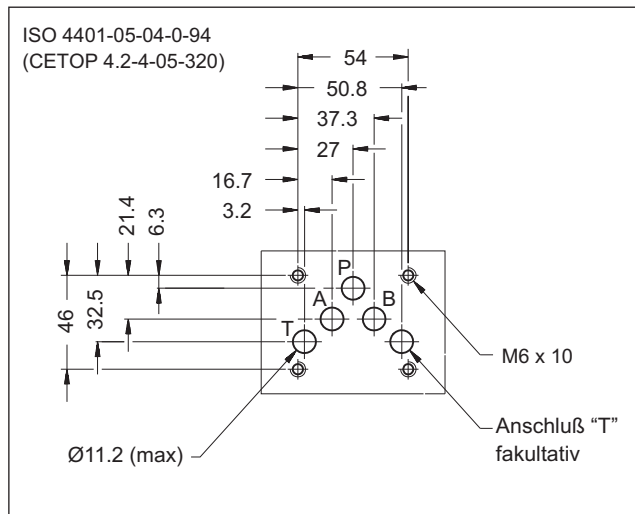 ISO 4401-05-04-0-94
(CETOP 4.2-4-05-320)
54
50.8
37.3
27
16.7
3.2
21.4
6.3
P
A
B
T
32.5
46
M6 x 10
Ø11.2 (max)
Anschluß “T”
fakultativ